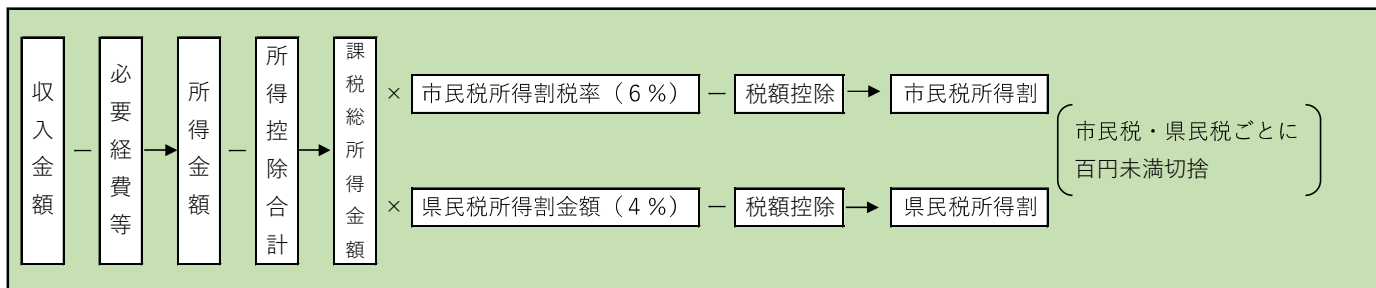 収入金額
－
必要経費等
所得金額
－
所得控除合計
課税総所得金額
× 市民税所得割税率（6％） － 税額控除 市民税所得割
× 県民税所得割金額（4％） － 税額控除 県民税所得割
市民税・県民税ごとに
百円未満切捨